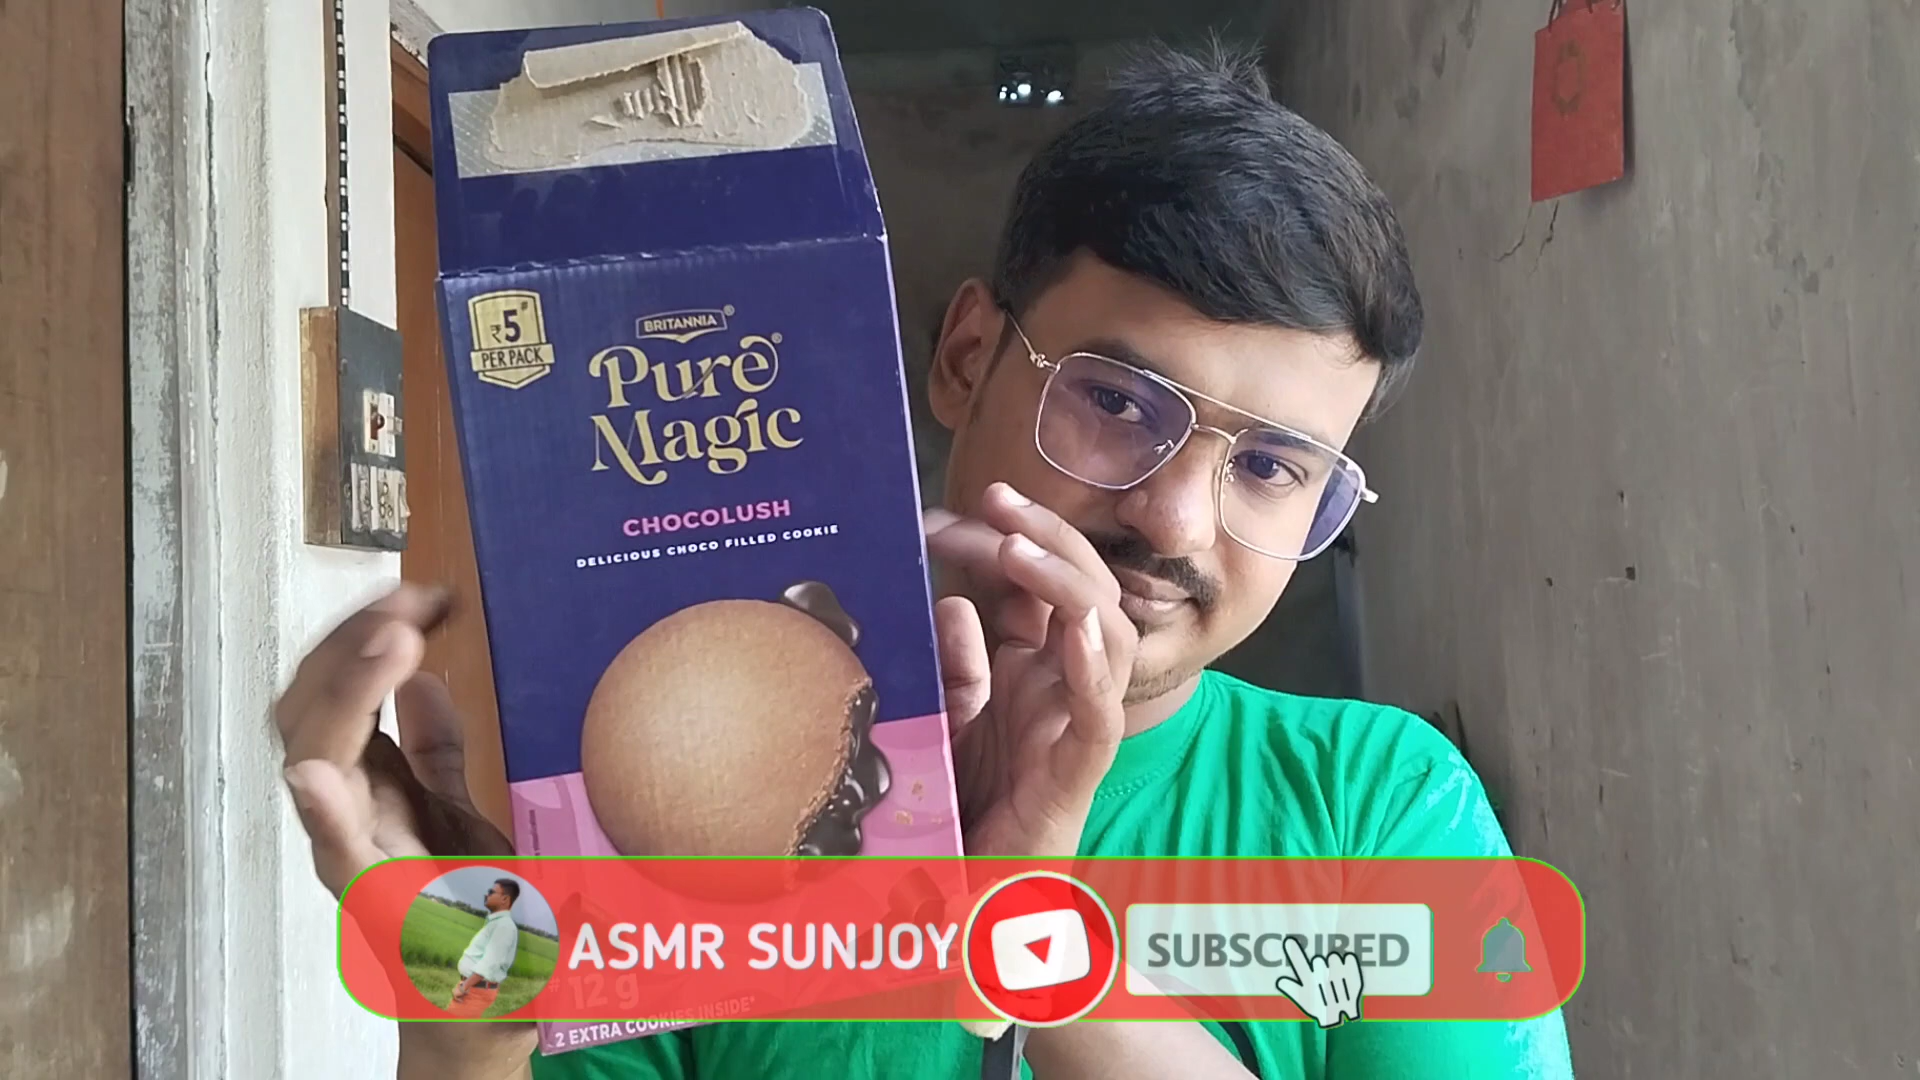 ₹5#
PER PACK
BRITANNIA®
Pure®
Magic
CHOCOLUSH
DELICIOUS CHOCO FILLED COOKIE
ASMR SUNJOY
SUBSCRIBED
# 12 g
2 EXTRA COOKIES INSIDE*